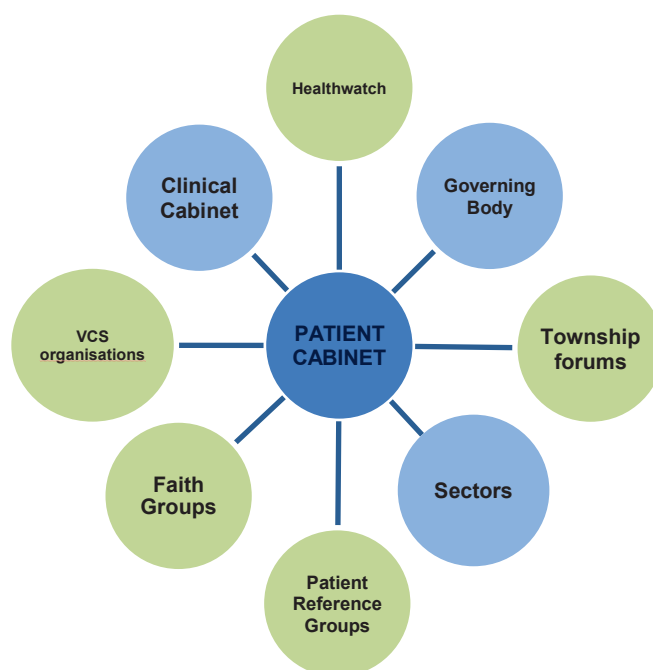 Healthwatch
Clinical
Cabinet
Governing
Body
VCS
organisations
PATIENT
CABINET
Township
forums
Faith
Groups
Sectors
Patient
Reference
Groups